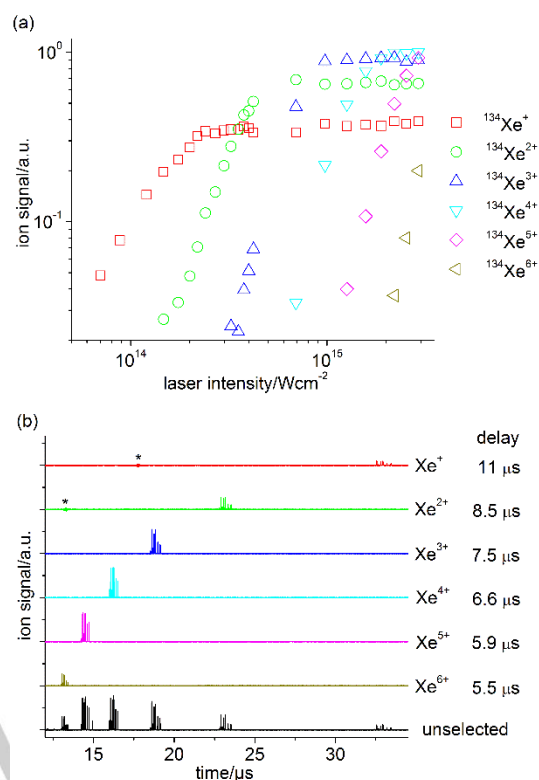 (a)
10⁰
10⁻¹
ion signal/a.u.
10¹⁴
10¹⁵
laser intensity/Wcm⁻²
¹³⁴Xe⁺
¹³⁴Xe²⁺
¹³⁴Xe³⁺
¹³⁴Xe⁴⁺
¹³⁴Xe⁵⁺
¹³⁴Xe⁶⁺
(b)
delay
* Xe⁺ 11 µs
* Xe²⁺ 8.5 µs
Xe³⁺ 7.5 µs
Xe⁴⁺ 6.6 µs
Xe⁵⁺ 5.9 µs
Xe⁶⁺ 5.5 µs
unselected
ion signal/a.u.
15 20 25 30
time/µs